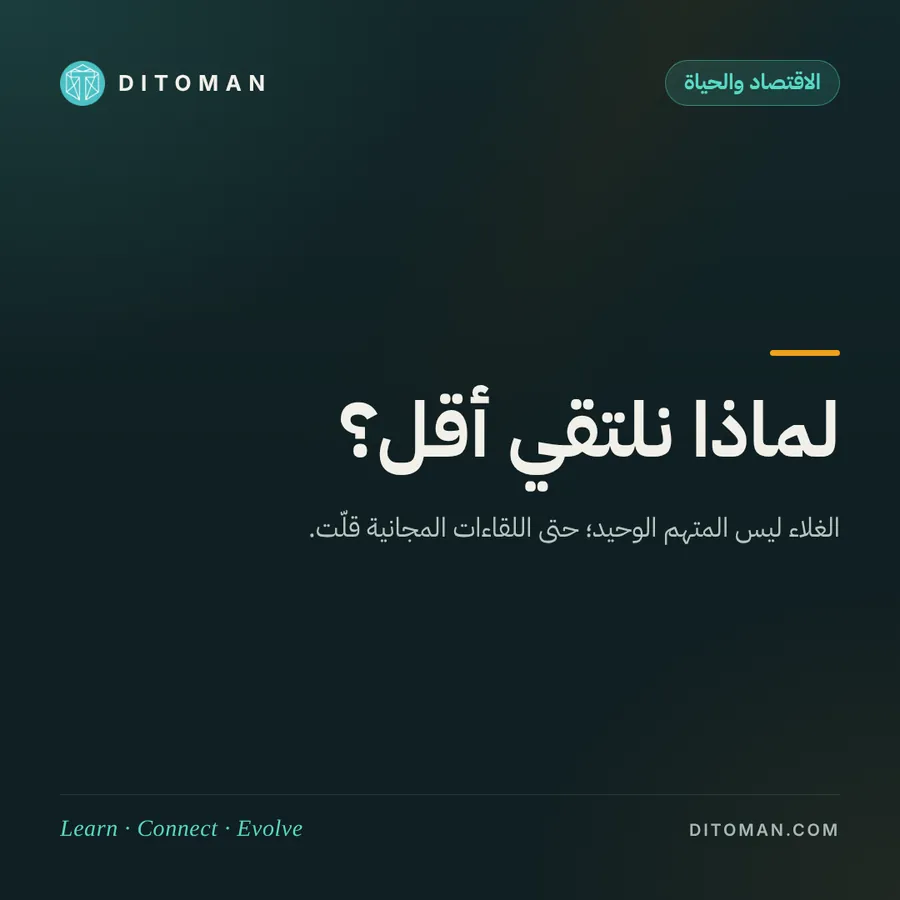 DITOMAN
الاقتصاد والحياة
لماذا نلتقي أقل؟
الغلاء ليس المتهم الوحيد؛ حتى اللقاءات المجانية قلّت.
Learn · Connect · Evolve
DITOMAN.COM